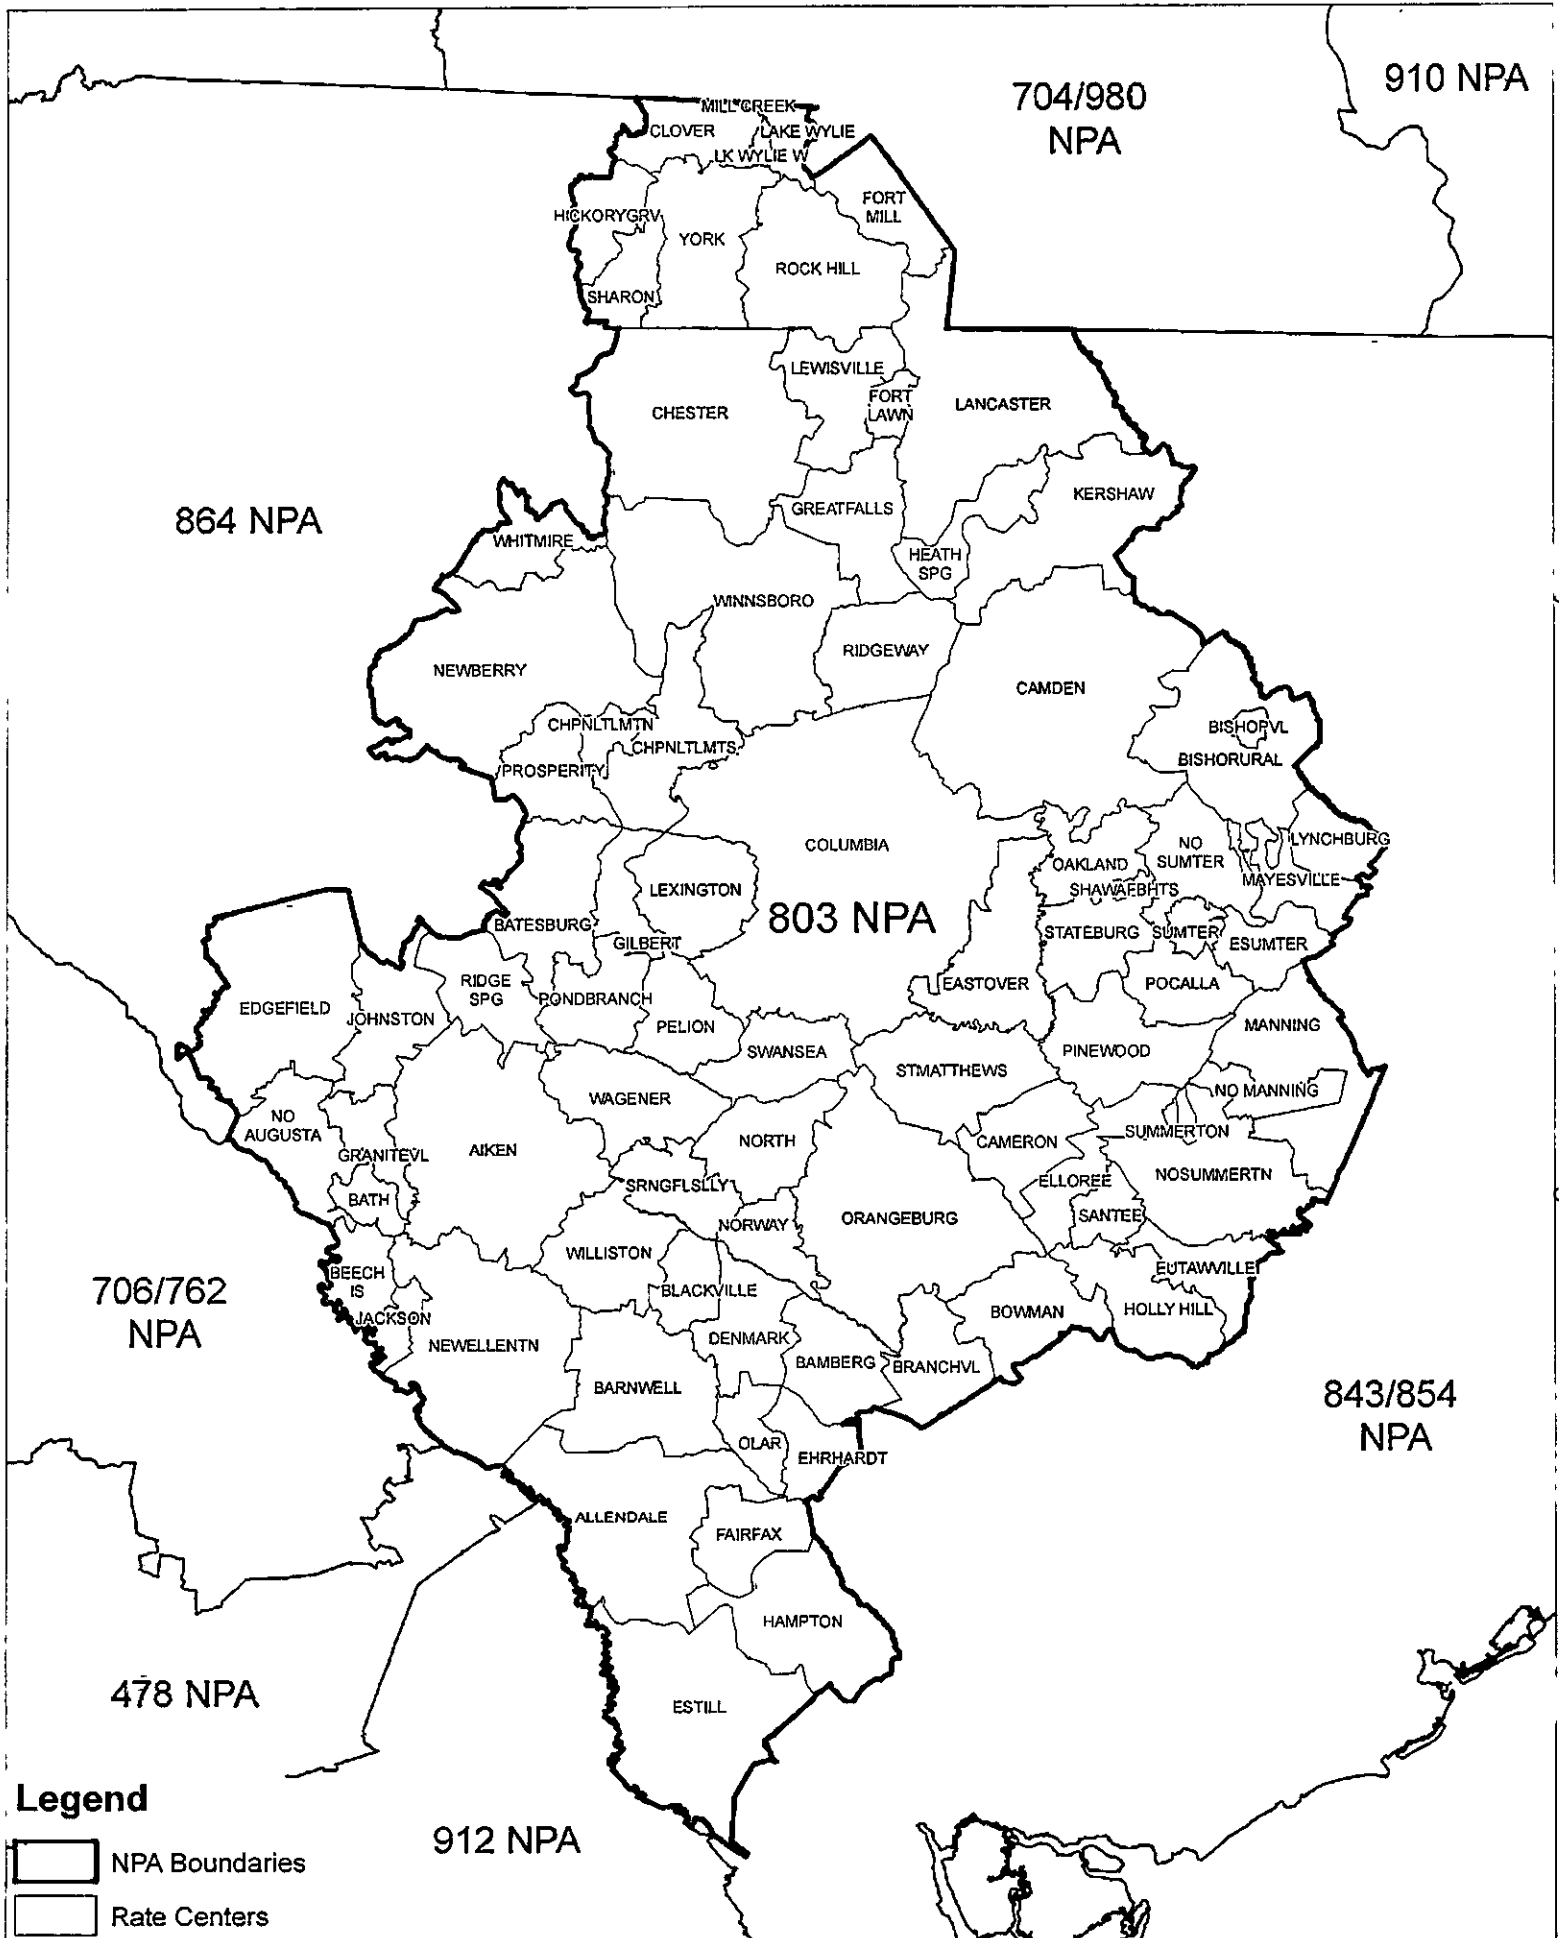 910 NPA
704/980
NPA
MILL CREEK
CLOVER
LAKE WYLIE
LK WYLIE W
FORT
MILL
HICKORYGRV
YORK
ROCK HILL
SHARON
LEWISVILLE
FORT
LAWN
LANCASTER
CHESTER
KERSHAW
GREATFALLS
864 NPA
WHITMIRE
HEATH
SPG
WINNSBORO
RIDGEWAY
NEWBERRY
CAMDEN
CHPNLTLMTN
BISHOPVL
CHPNLTLMTS
BISHORURAL
PROSPERITY
COLUMBIA
NO
SUMTER
LYNCHBURG
OAKLAND
LEXINGTON
SHAWAFBHTS
MAYESVILLE
803 NPA
BATESBURG
STATEBURG
SUMTER
ESUMTER
GILBERT
RIDGE
SPG
EASTOVER
POCALLA
EDGEFIELD
JOHNSTON
PONDBRANCH
PELION
MANNING
SWANSEA
PINEWOOD
STMATTHEWS
WAGENER
NO MANNING
NO
AUGUSTA
NORTH
CAMERON
SUMMERTON
GRANITEVL
AIKEN
NOSUMMERTN
SRNGFLSLLY
ELLOREE
BATH
NORWAY
ORANGEBURG
SANTEE
WILLISTON
EUTAWVILLE
BEECH
IS
BLACKVILLE
706/762
NPA
JACKSON
BOWMAN
HOLLY HILL
NEWELLENTN
DENMARK
BAMBERG
BRANCHVL
BARNWELL
843/854
NPA
OLAR
EHRHARDT
ALLENDALE
FAIRFAX
HAMPTON
478 NPA
ESTILL
Legend
912 NPA
NPA Boundaries
Rate Centers